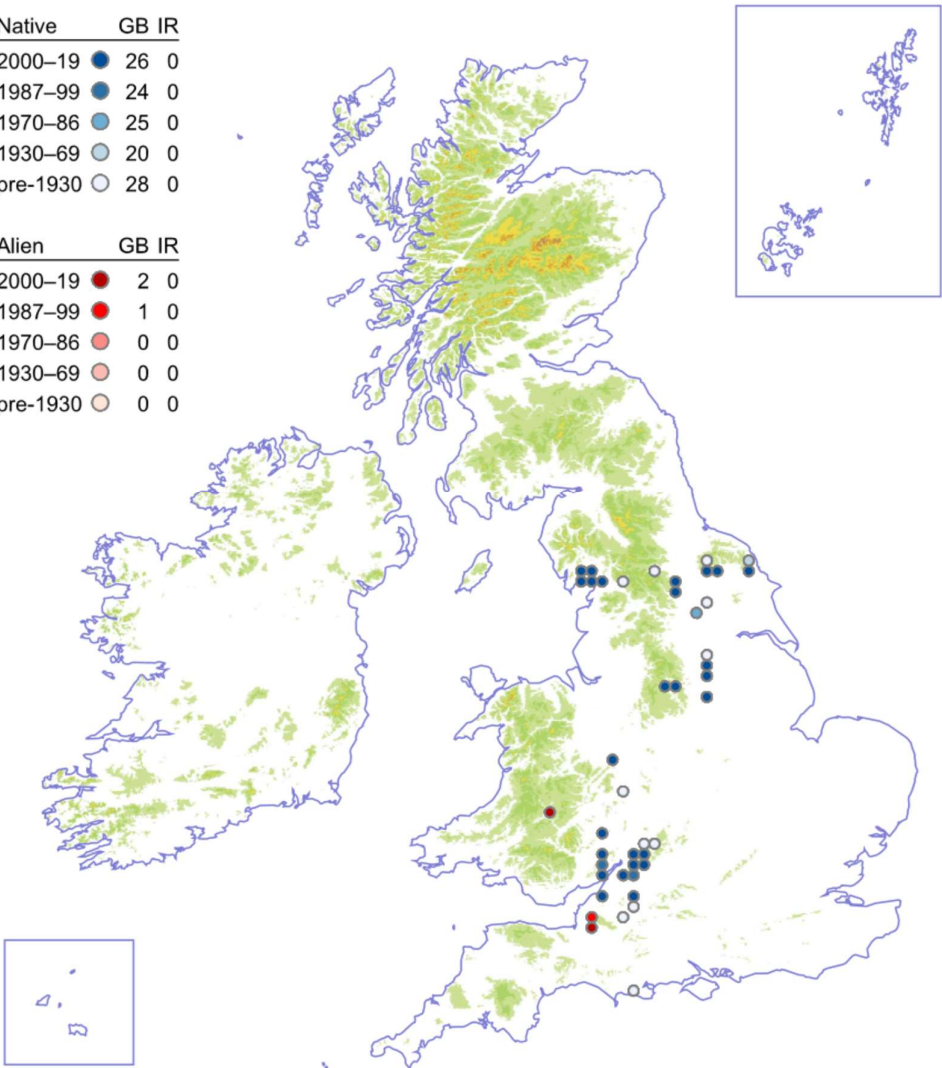 Native GB IR
2000–19 26 0
1987–99 24 0
1970–86 25 0
1930–69 20 0
pre-1930 28 0
Alien GB IR
2000–19 2 0
1987–99 1 0
1970–86 0 0
1930–69 0 0
pre-1930 0 0